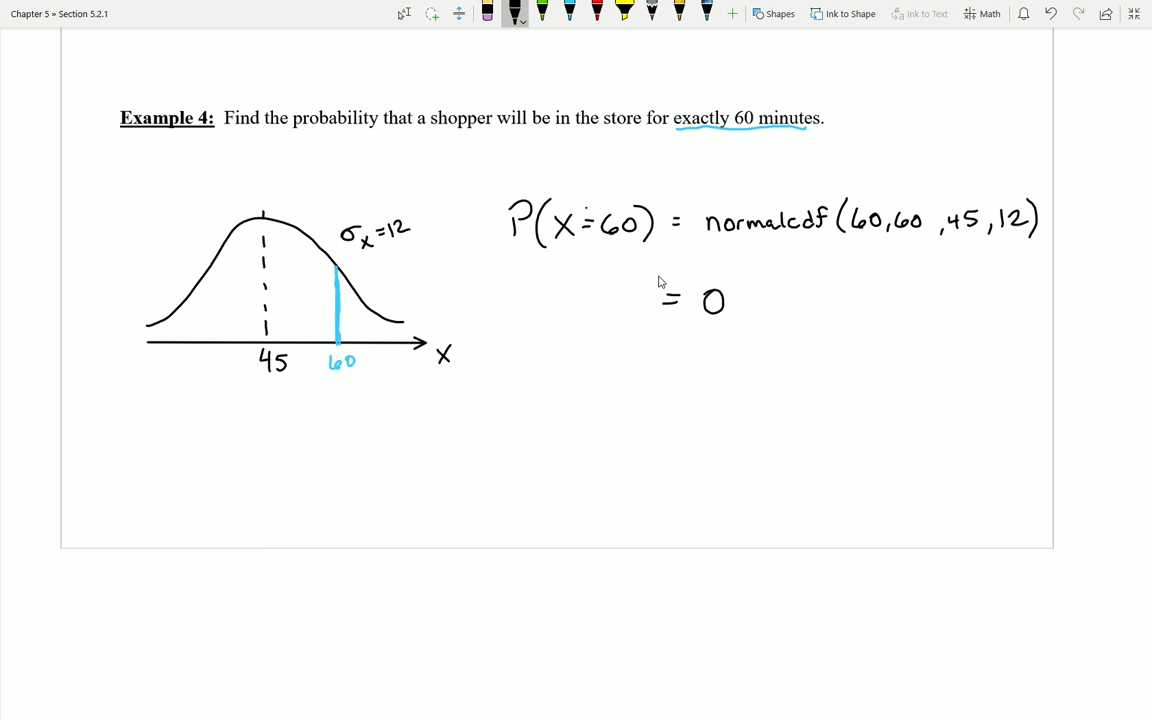 Chapter 5 » Section 5.2.1
Shapes Ink to Shape Ink to Text Math
Example 4: Find the probability that a shopper will be in the store for exactly 60 minutes.
σx=12
P(X=60) = normalcdf(60,60,45,12)
= 0
45 60 X